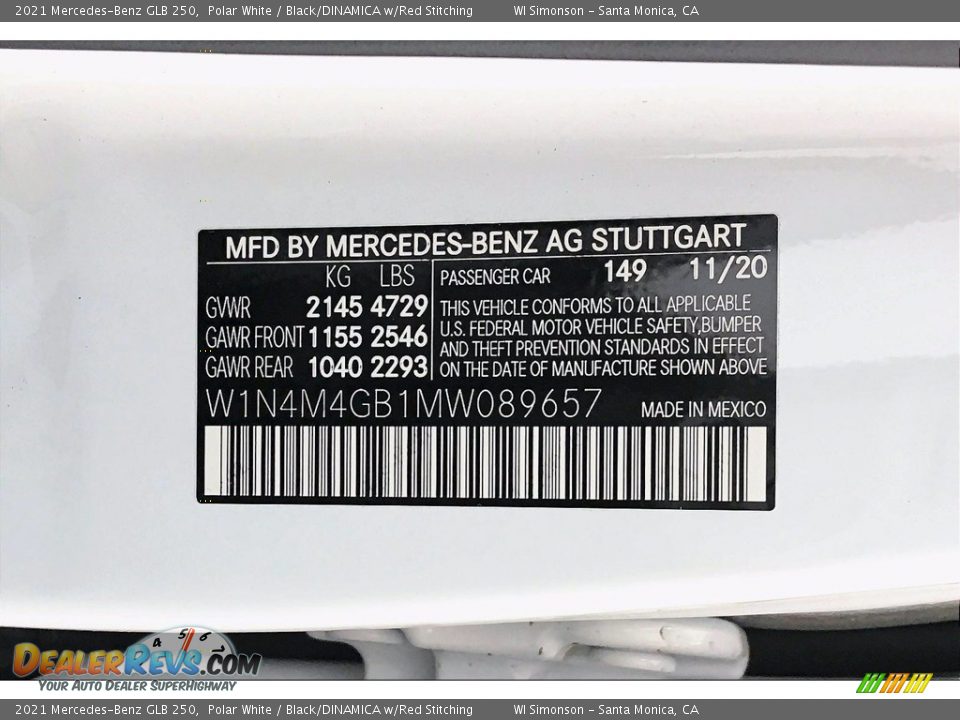 2021 Mercedes-Benz GLB 250, Polar White / Black/DINAMICA w/Red Stitching WI Simonson - Santa Monica, CA
MFD BY MERCEDES-BENZ AG STUTTGART
KG LBS
GVWR 2145 4729
GAWR FRONT 1155 2546
GAWR REAR 1040 2293
PASSENGER CAR 149 11/20
THIS VEHICLE CONFORMS TO ALL APPLICABLE
U.S. FEDERAL MOTOR VEHICLE SAFETY,BUMPER
AND THEFT PREVENTION STANDARDS IN EFFECT
ON THE DATE OF MANUFACTURE SHOWN ABOVE
W1N4M4GB1MW089657 MADE IN MEXICO
4 5 6
DEALERREVS.COM
YOUR AUTO DEALER SUPERHIGHWAY
2021 Mercedes-Benz GLB 250, Polar White / Black/DINAMICA w/Red Stitching WI Simonson - Santa Monica, CA